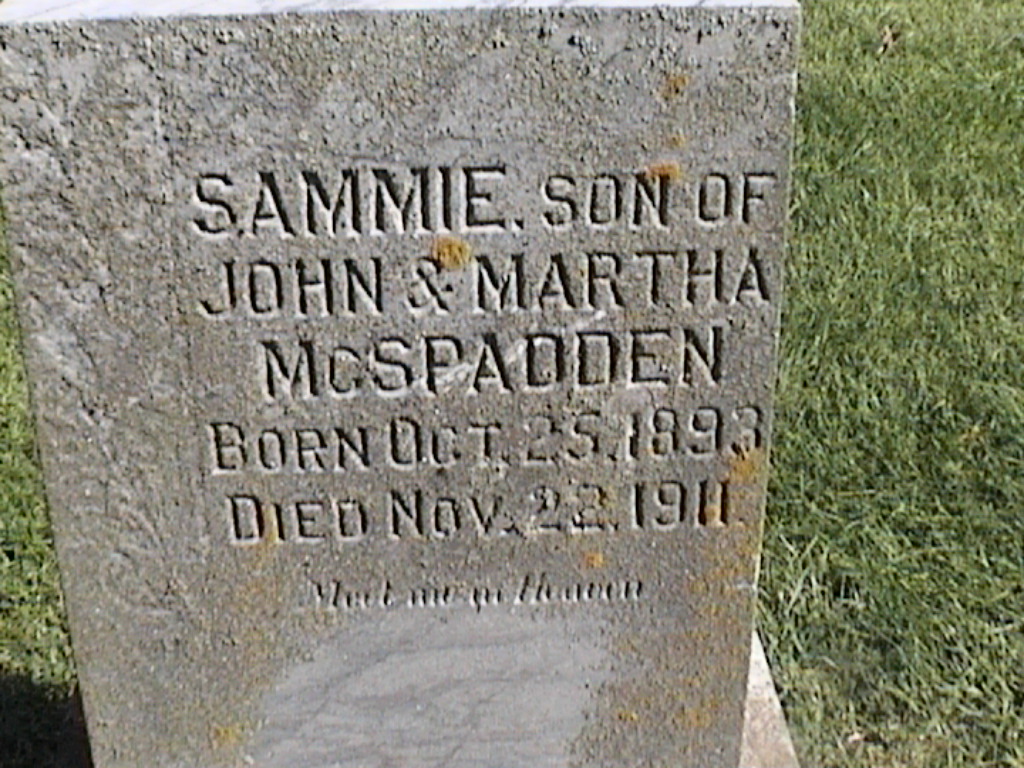 SAMMIE. SON OF
JOHN & MARTHA
McSPADDEN
BORN OCT. 25. 1893
DIED NOV. 22. 1911.
Meet me in Heaven